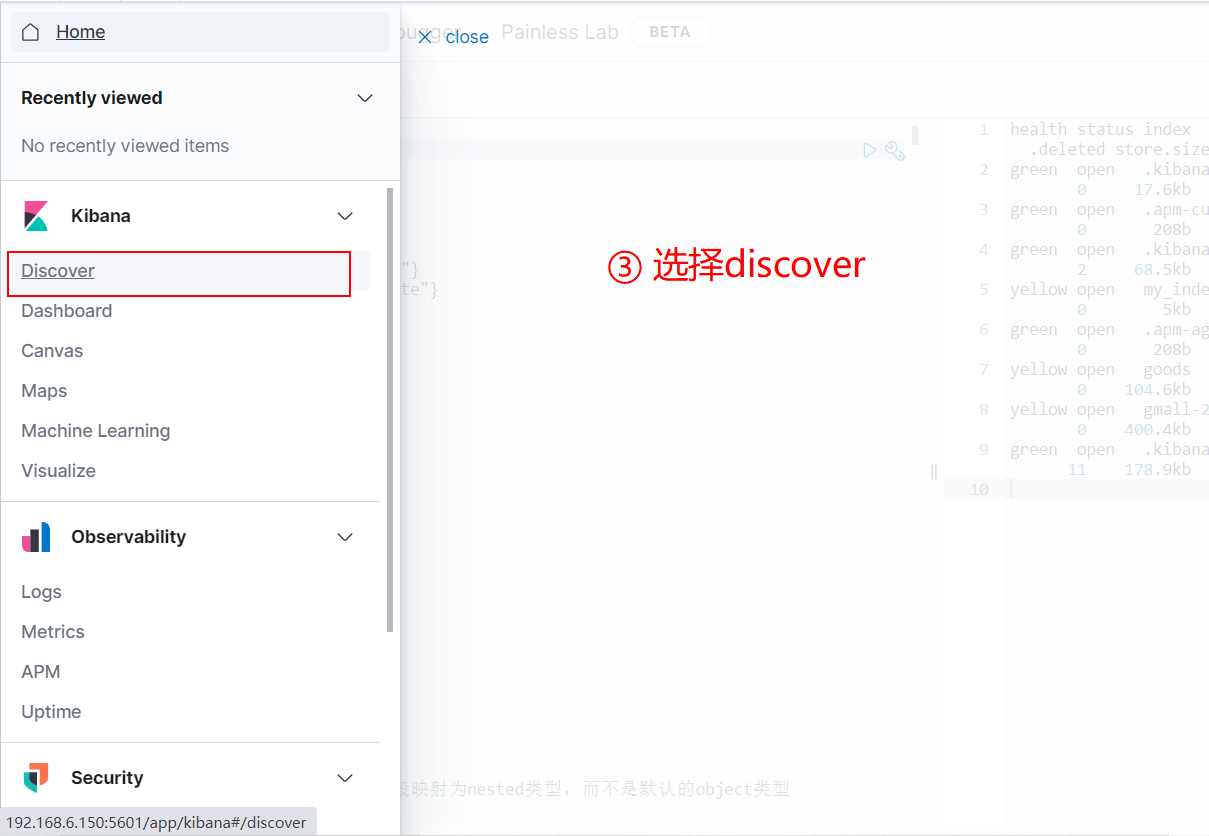 Home
close
Painless Lab
BETA
Recently viewed
No recently viewed items
Kibana
Discover
Dashboard
Canvas
Maps
Machine Learning
Visualize
Observability
Logs
Metrics
APM
Uptime
Security
192.168.6.150:5601/app/kibana#/discover
③ 选择discover
"}
te"}
映射为nested类型，而不是默认的object类型
1 health status index
.deleted store.size
2 green open .kibana
0 17.6kb
3 green open .apm-cu
0 208b
4 green open .kibana
2 68.5kb
5 yellow open my_inde
0 5kb
6 green open .apm-ag
0 208b
7 yellow open goods
0 104.6kb
8 yellow open gmall-2
0 400.4kb
9 green open .kibana
11 178.9kb
10